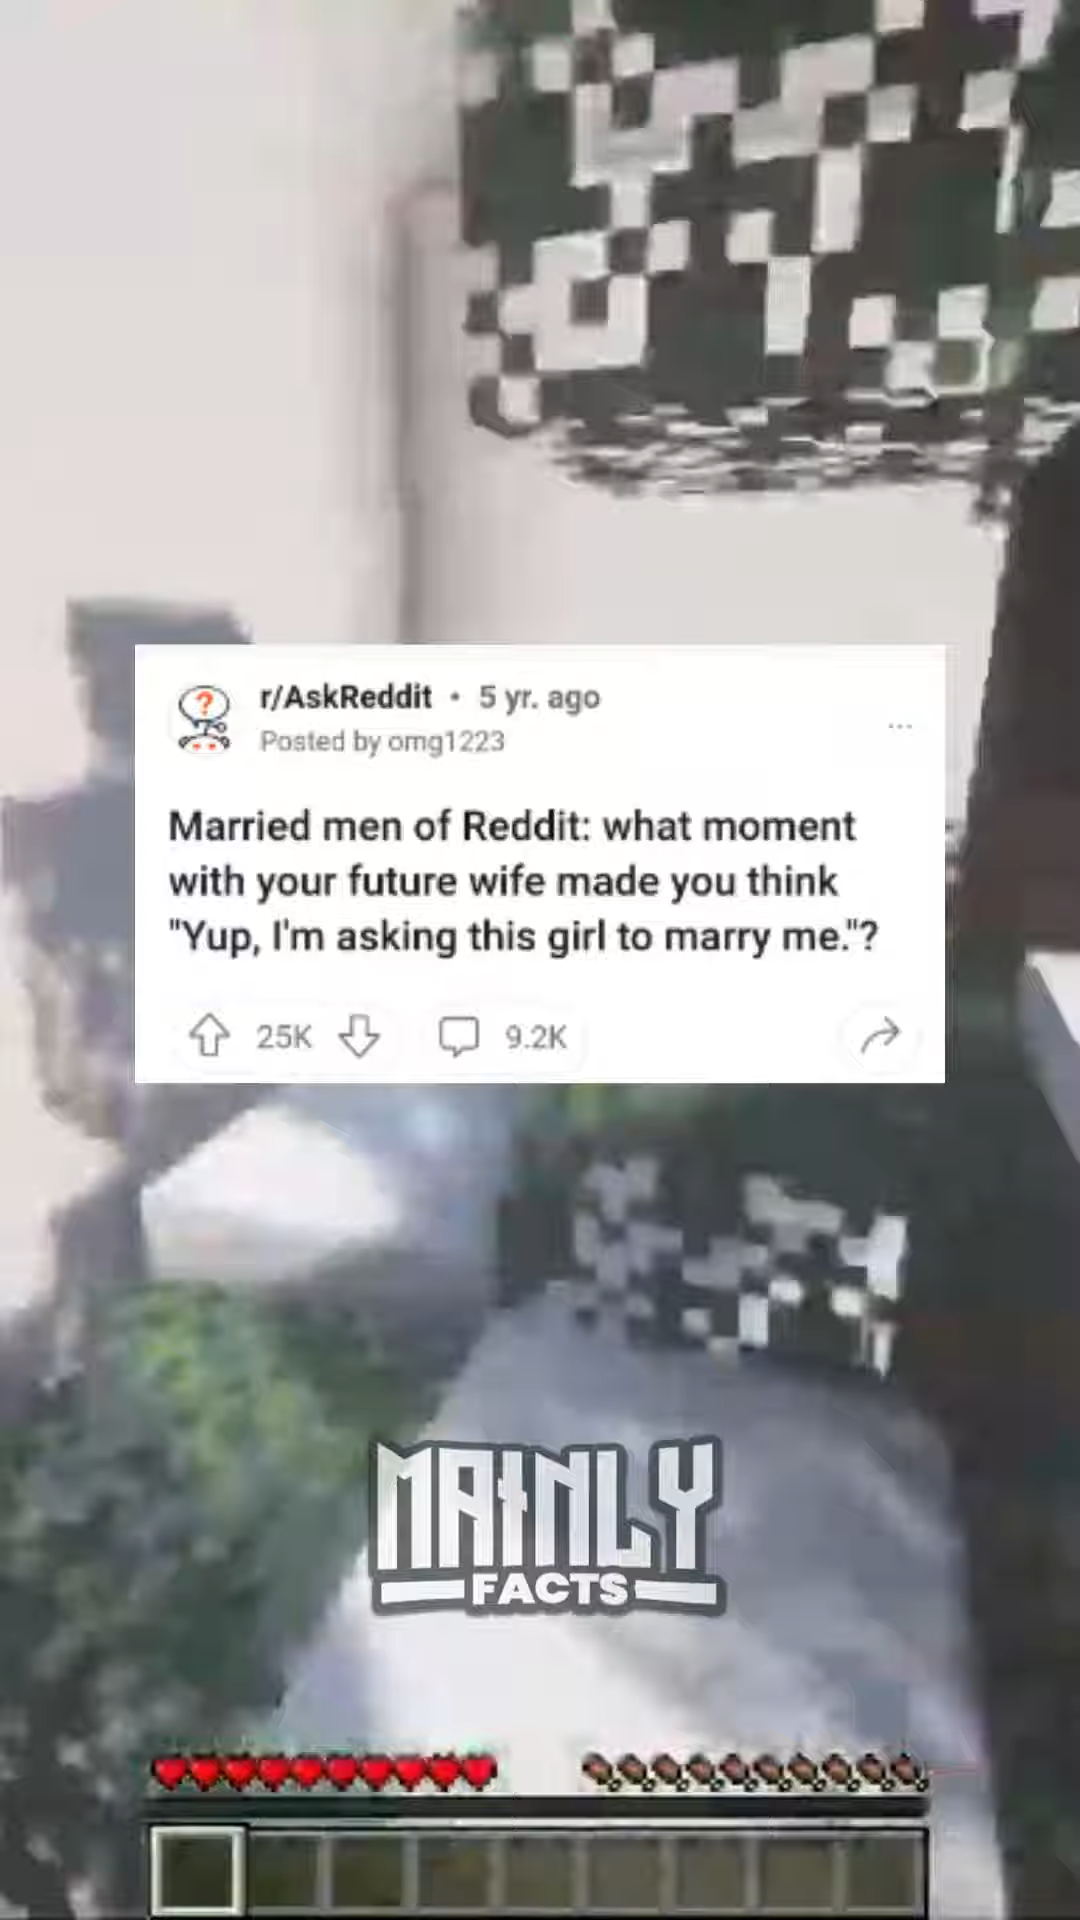 r/AskReddit • 5 yr. ago
Posted by omg1223
...
Married men of Reddit: what moment
with your future wife made you think
"Yup, I'm asking this girl to marry me."?
25K
9.2K
MAINLY
FACTS